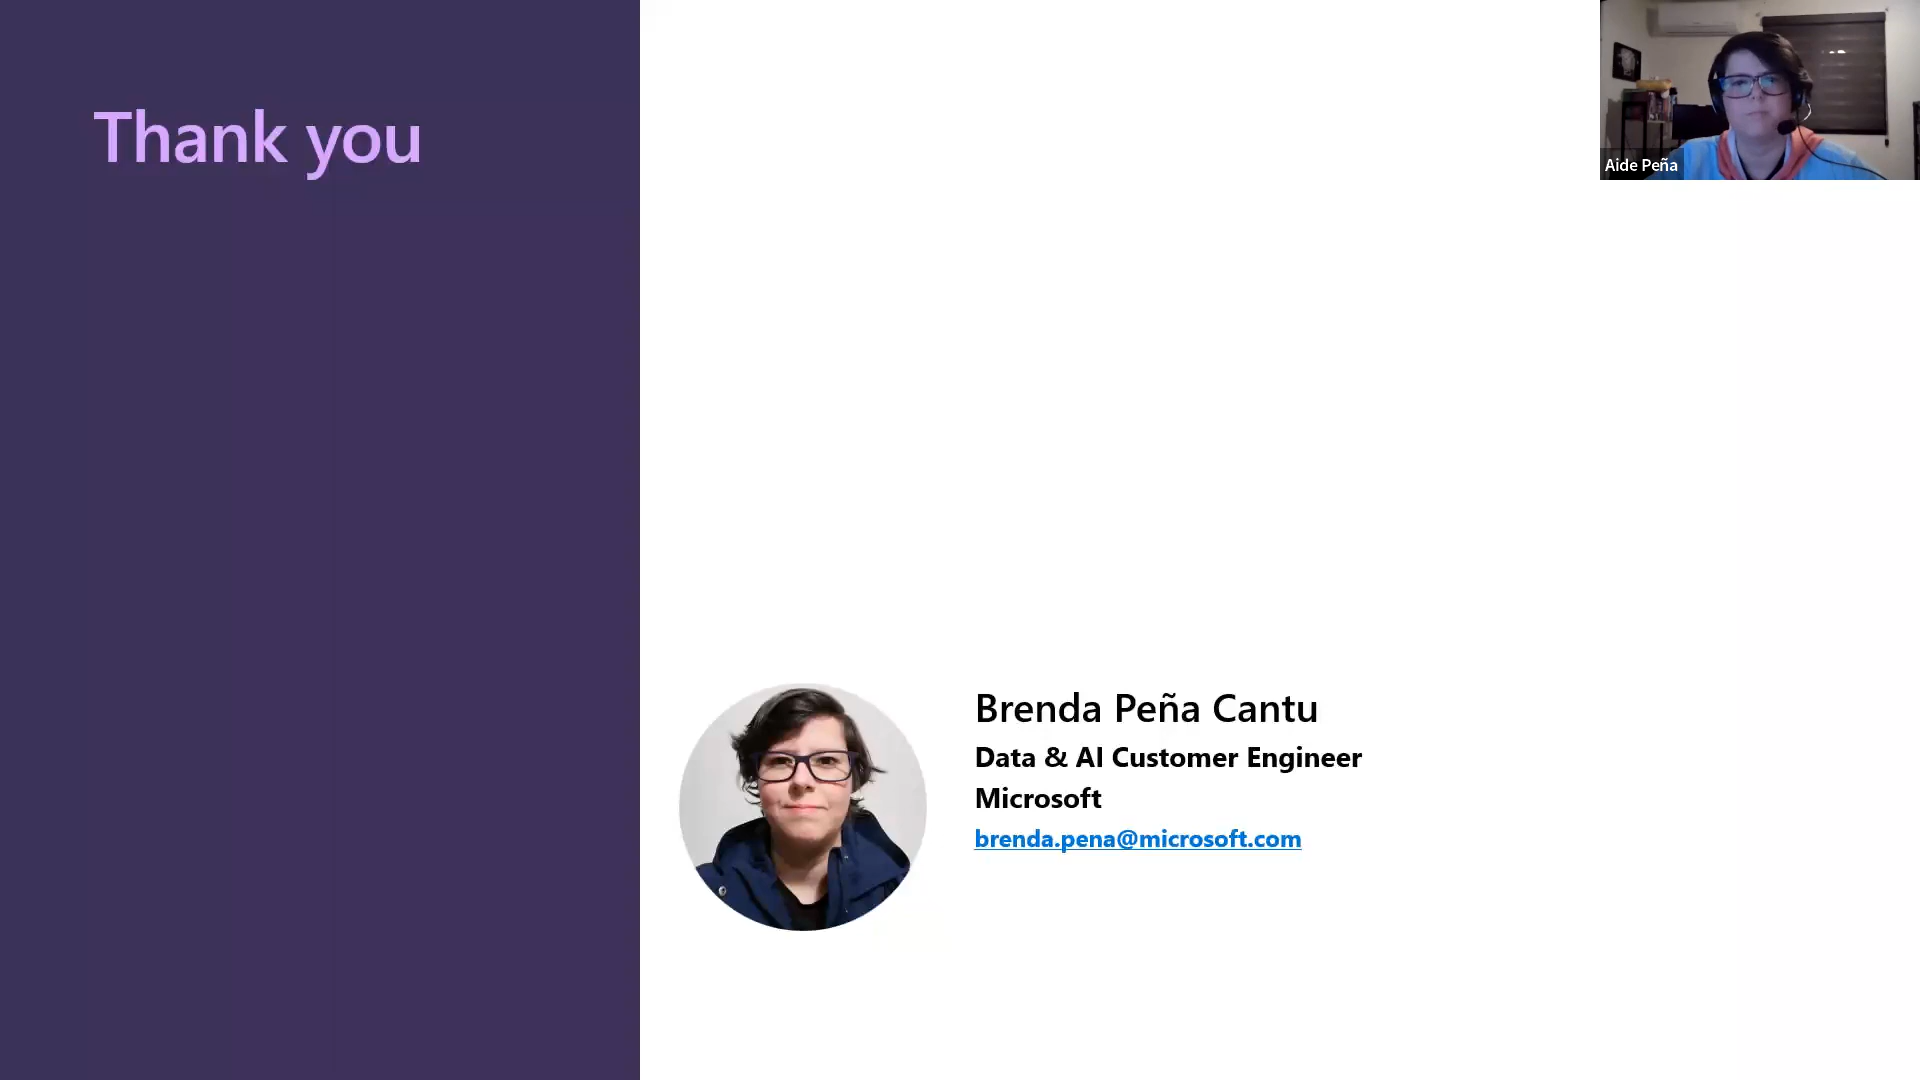 Thank you
Aide Peña
Brenda Peña Cantu
Data & AI Customer Engineer
Microsoft
brenda.pena@microsoft.com